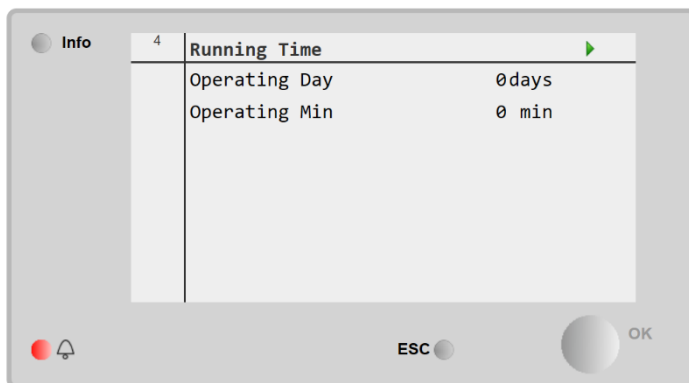 Info
4
Running Time
Operating Day 0days
Operating Min 0 min
ESC
OK